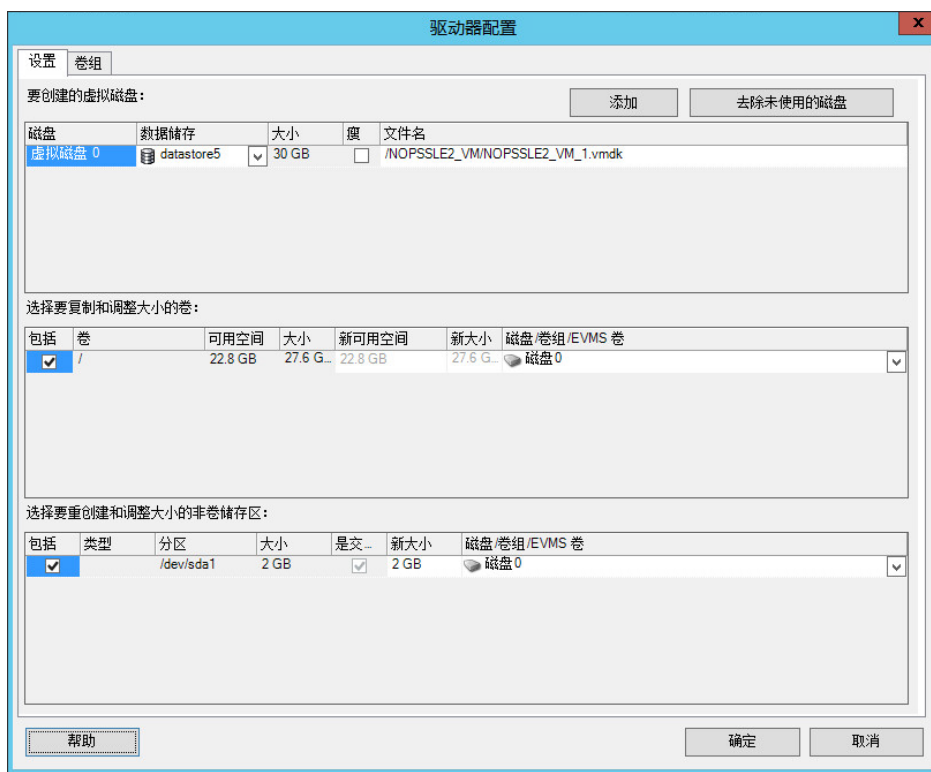 驱动器配置
x
设置 卷组
要创建的虚拟磁盘：
添加 去除未使用的磁盘
磁盘 数据储存 大小 瘦 文件名
虚拟磁盘 0 datastore5 30 GB /NOPSSLE2_VM/NOPSSLE2_VM_1.vmdk
选择要复制和调整大小的卷：
包括 卷 可用空间 大小 新可用空间 新大小 磁盘/卷组/EVMS 卷
/ 22.8 GB 27.6 G... 22.8 GB 27.6 G... 磁盘0
选择要重创建和调整大小的非卷储存区：
包括 类型 分区 大小 是交... 新大小 磁盘/卷组/EVMS 卷
/dev/sda1 2 GB 2 GB 磁盘0
帮助 确定 取消